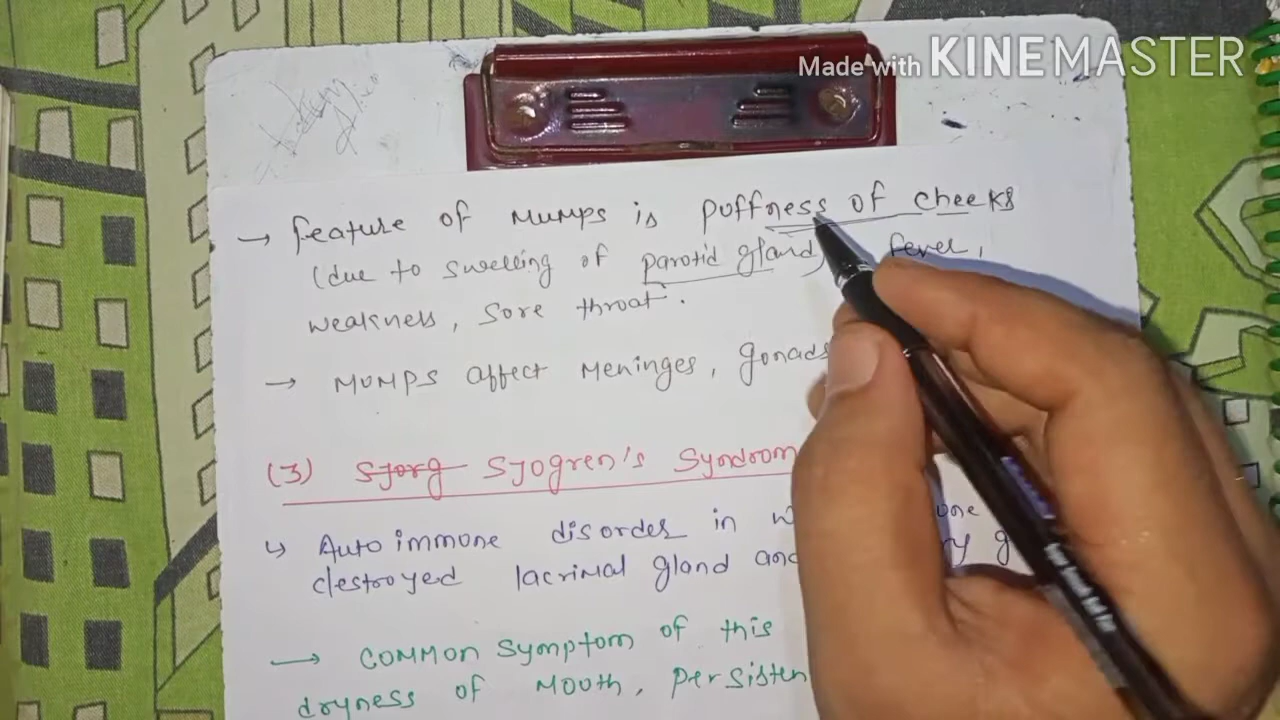 Made with KINEMASTER
→ feature of Mumps is puffness of cheeks
(due to swelling of parotid gland) fever,
weakness, Sore throat.
→ MUMPS affect Meninges, gonads
(3) Sjorg Sjogren's Syndrom
↳ Autoimmone disorder in
destroyed lacrimal gland and
→ COMMON Symptom of this
dryness of Mouth, Persisten